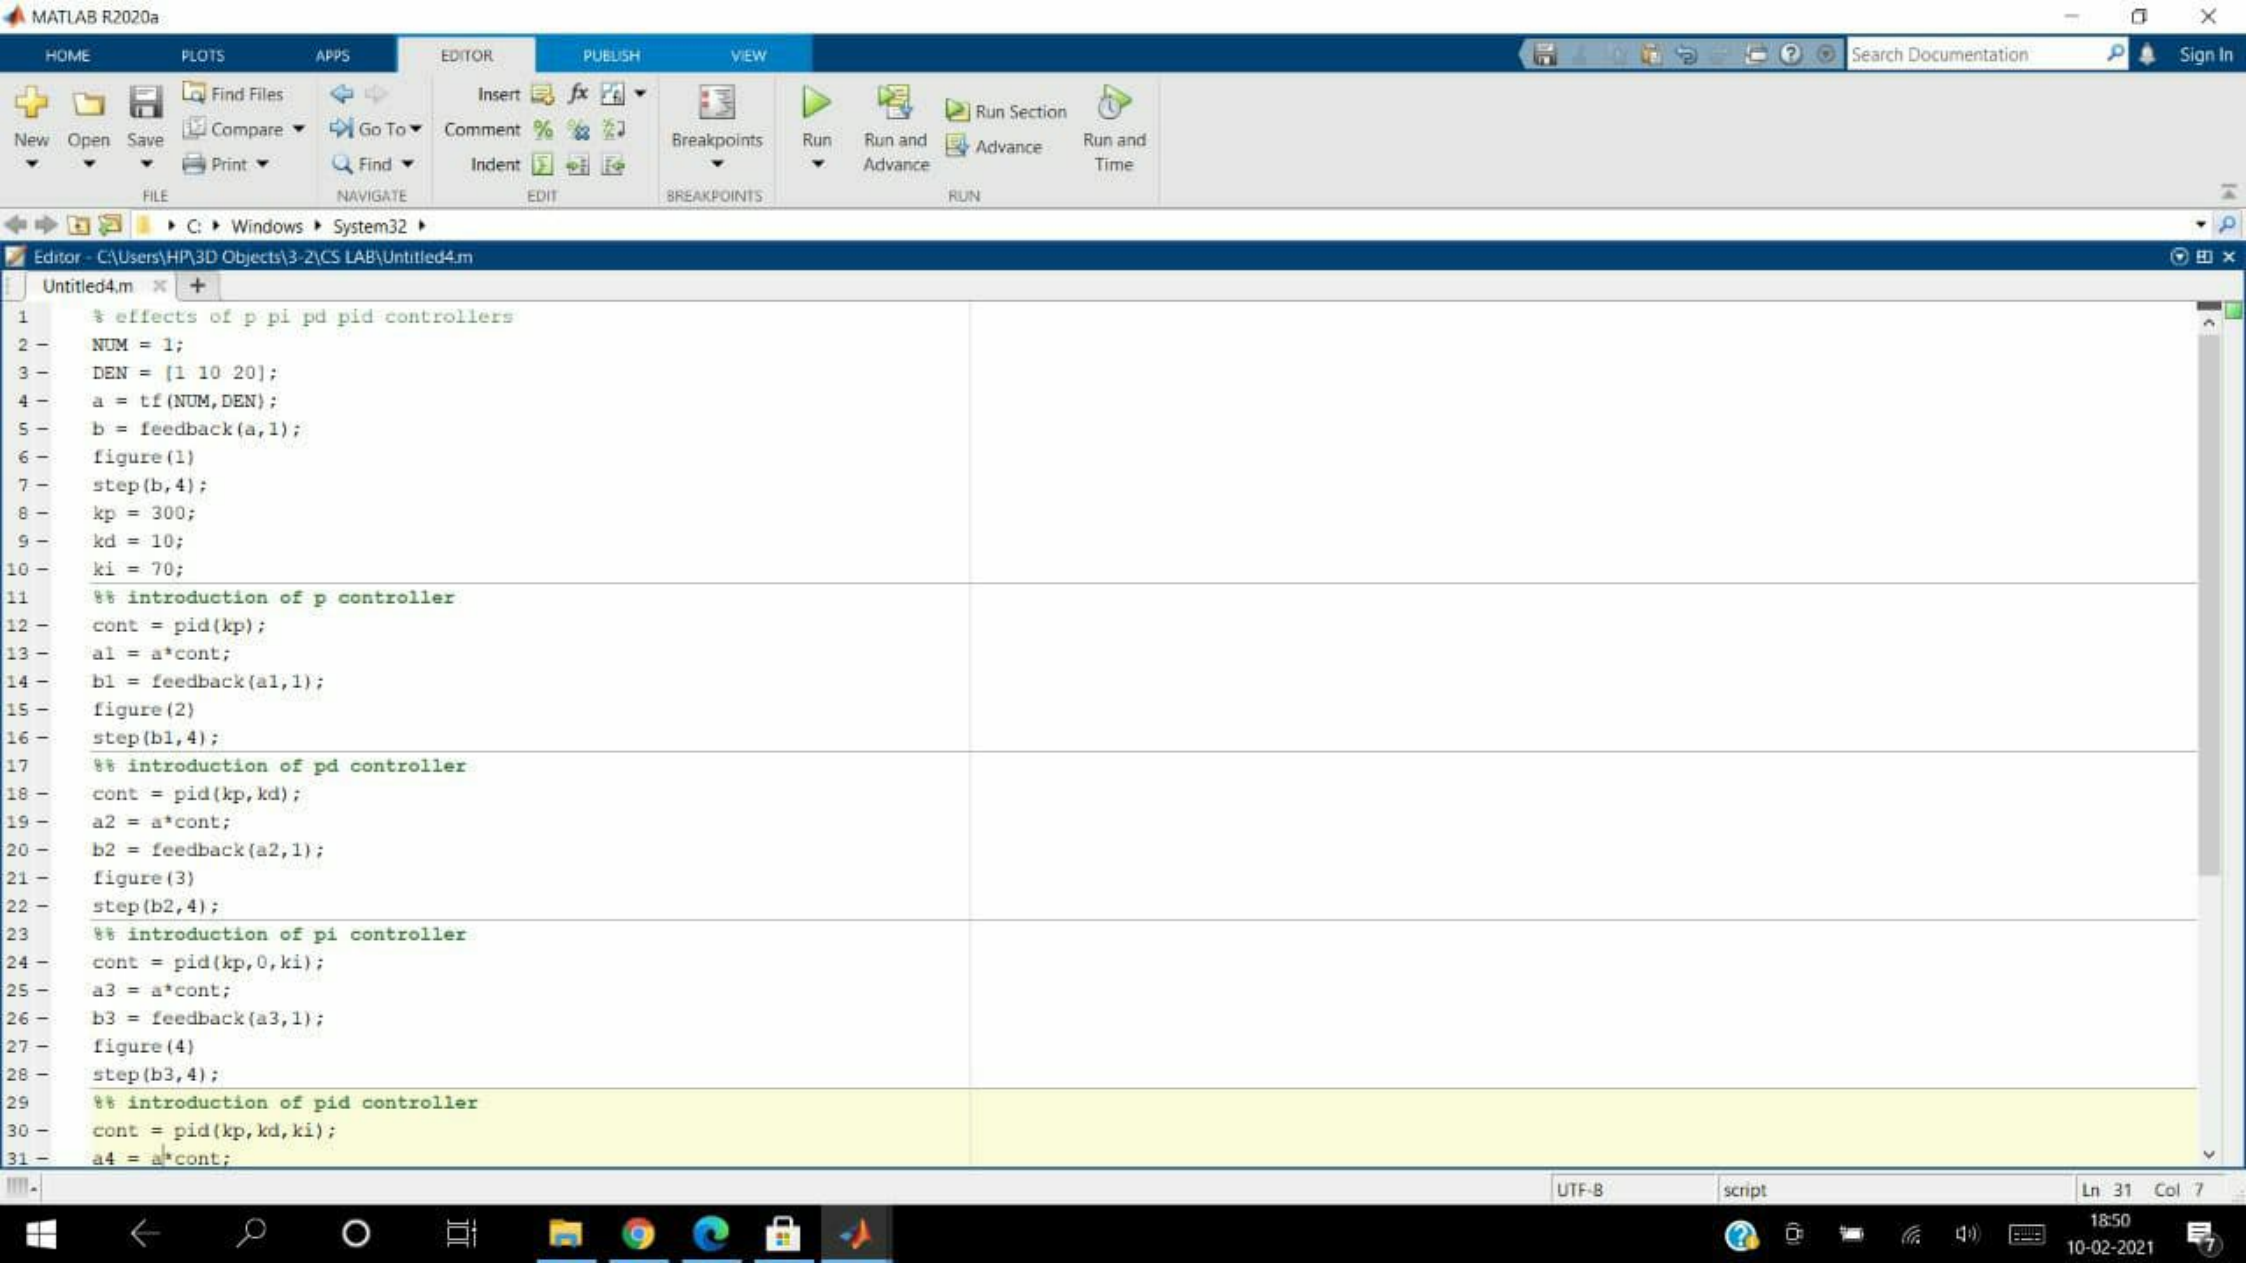 MATLAB R2020a
HOME PLOTS APPS EDITOR PUBLISH VIEW Search Documentation Sign In
Find Files Insert fx
New Open Save Compare Go To Comment Breakpoints Run Run and Advance Run Section Advance Run and Time
Print Find Indent
FILE NAVIGATE EDIT BREAKPOINTS RUN
C: Windows System32
Editor - C:\Users\HP\3D Objects\3-2\CS LAB\Untitled4.m
Untitled4.m
1 % effects of p pi pd pid controllers
2 - NUM = 1;
3 - DEN = [1 10 20];
4 - a = tf(NUM,DEN);
5 - b = feedback(a,1);
6 - figure(1)
7 - step(b,4);
8 - kp = 300;
9 - kd = 10;
10 - ki = 70;
11 %% introduction of p controller
12 - cont = pid(kp);
13 - a1 = a*cont;
14 - b1 = feedback(a1,1);
15 - figure(2)
16 - step(b1,4);
17 %% introduction of pd controller
18 - cont = pid(kp,kd);
19 - a2 = a*cont;
20 - b2 = feedback(a2,1);
21 - figure(3)
22 - step(b2,4);
23 %% introduction of pi controller
24 - cont = pid(kp,0,ki);
25 - a3 = a*cont;
26 - b3 = feedback(a3,1);
27 - figure(4)
28 - step(b3,4);
29 %% introduction of pid controller
30 - cont = pid(kp,kd,ki);
31 - a4 = a*cont;
UTF-8 script Ln 31 Col 7
18:50
10-02-2021
7